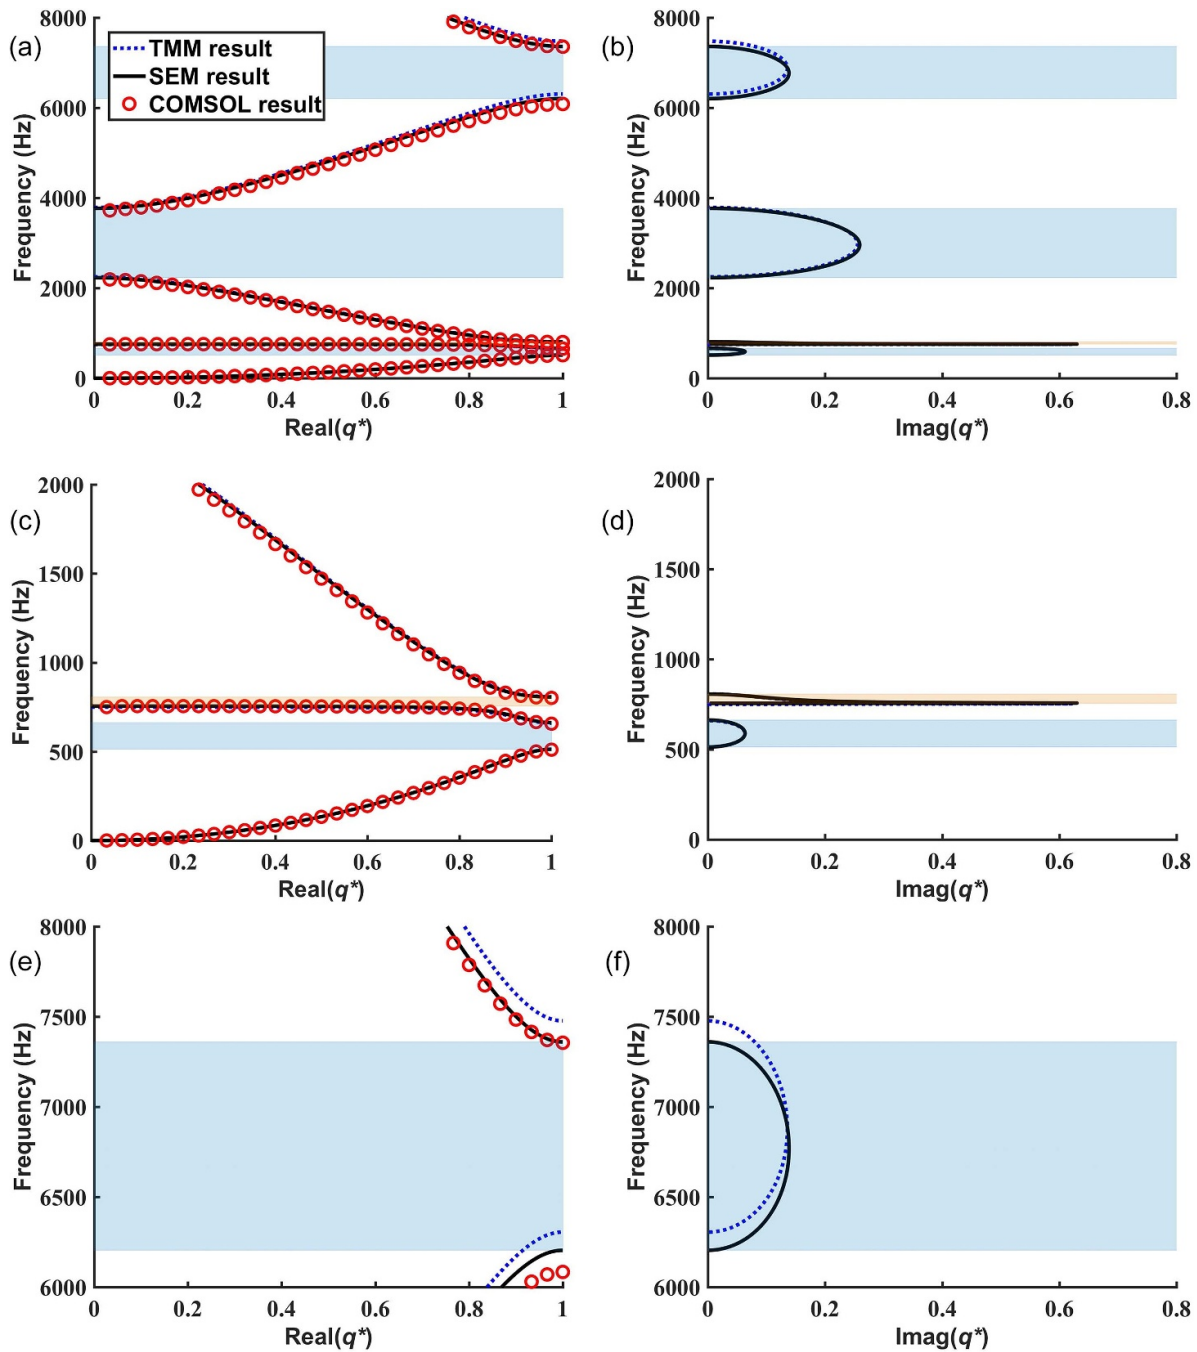 (a)
TMM result
SEM result
COMSOL result
8000
6000
4000
2000
0
Frequency (Hz)
0 0.2 0.4 0.6 0.8 1
Real(q*)
(b)
8000
6000
4000
2000
0
Frequency (Hz)
0 0.2 0.4 0.6 0.8
Imag(q*)
(c)
2000
1500
1000
500
0
Frequency (Hz)
0 0.2 0.4 0.6 0.8 1
Real(q*)
(d)
2000
1500
1000
500
0
Frequency (Hz)
0 0.2 0.4 0.6 0.8
Imag(q*)
(e)
8000
7500
7000
6500
6000
Frequency (Hz)
0 0.2 0.4 0.6 0.8 1
Real(q*)
(f)
8000
7500
7000
6500
6000
Frequency (Hz)
0 0.2 0.4 0.6 0.8
Imag(q*)